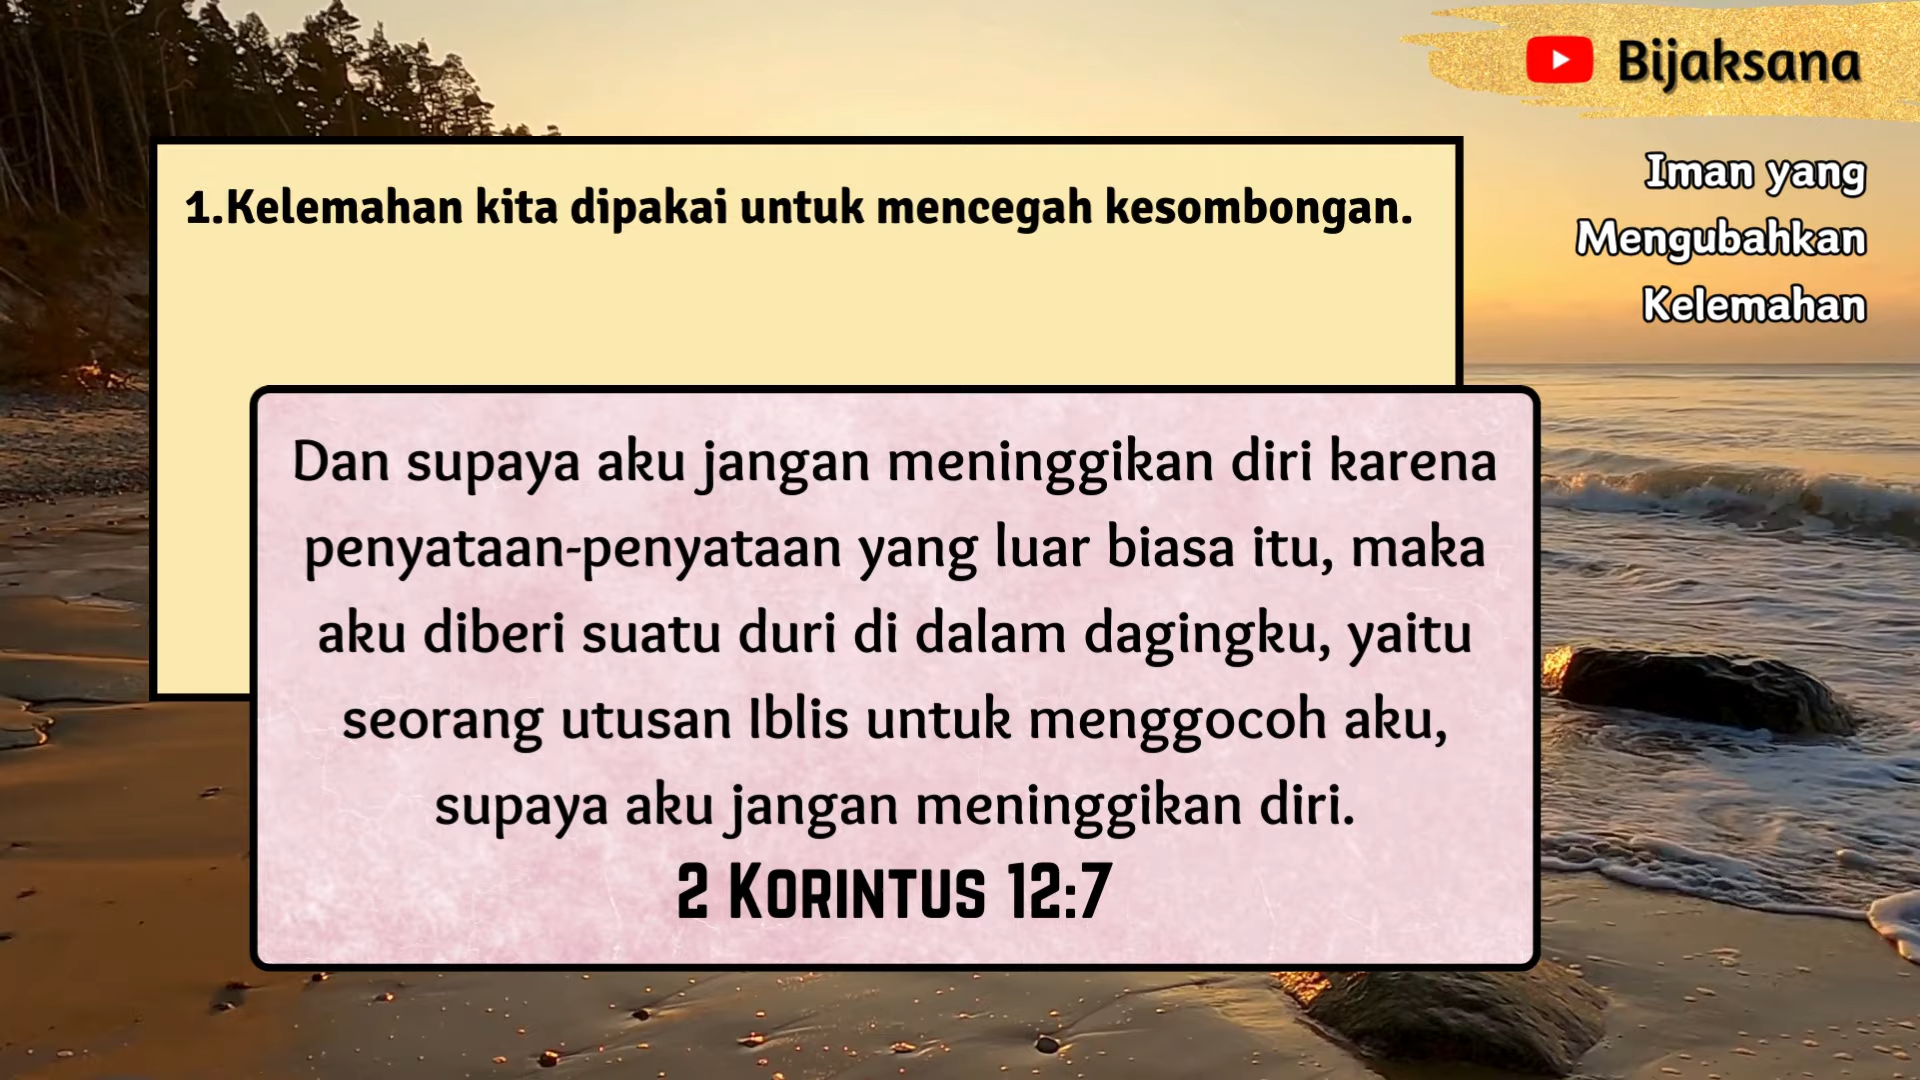 Bijaksana
Iman yang
Mengubahkan
Kelemahan
1.Kelemahan kita dipakai untuk mencegah kesombongan.
Dan supaya aku jangan meninggikan diri karena
penyataan-penyataan yang luar biasa itu, maka
aku diberi suatu duri di dalam dagingku, yaitu
seorang utusan Iblis untuk menggocoh aku,
supaya aku jangan meninggikan diri.
2 Korintus 12:7